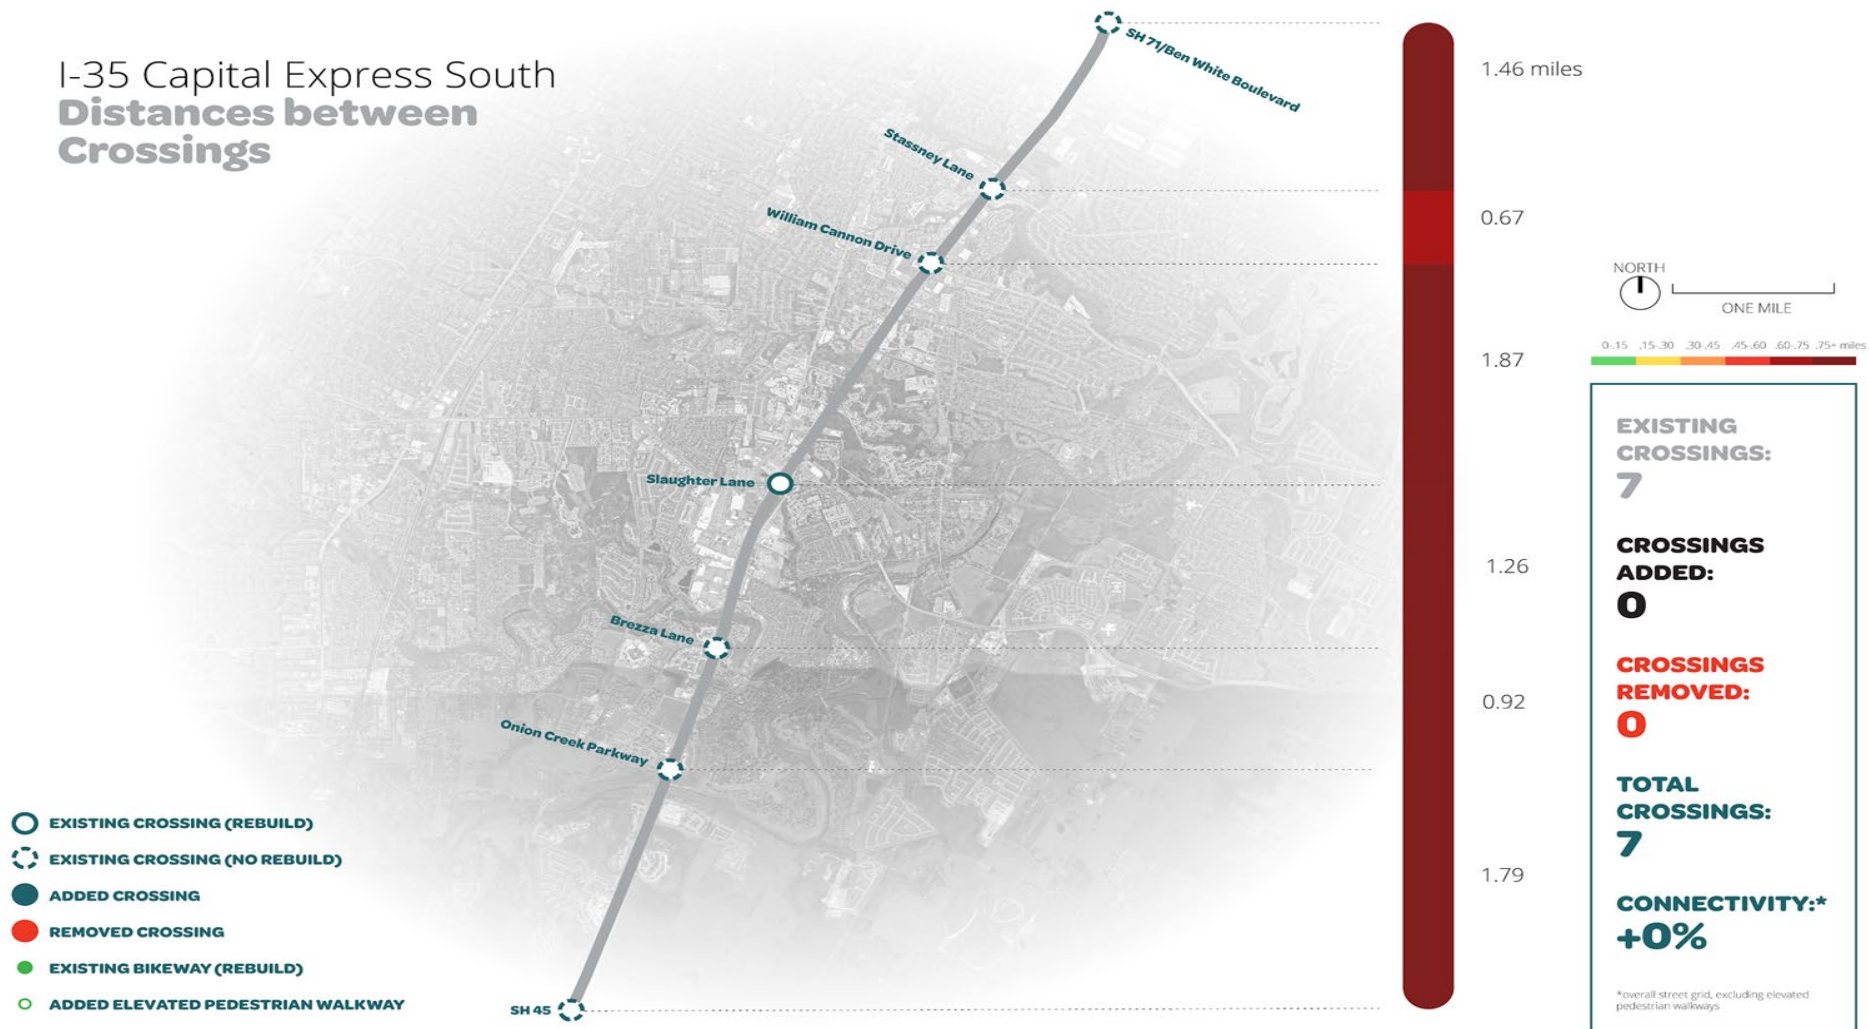 I-35 Capital Express South
Distances between
Crossings
SH 71/Ben White Boulevard
Stassney Lane
William Cannon Drive
Slaughter Lane
Brezza Lane
Onion Creek Parkway
SH 45
EXISTING CROSSING (REBUILD)
EXISTING CROSSING (NO REBUILD)
ADDED CROSSING
REMOVED CROSSING
EXISTING BIKEWAY (REBUILD)
ADDED ELEVATED PEDESTRIAN WALKWAY
1.46 miles
0.67
1.87
1.26
0.92
1.79
NORTH
ONE MILE
0-.15 .15-.30 .30-.45 .45-.60 .60-.75 .75+ miles
EXISTING
CROSSINGS:
7
CROSSINGS
ADDED:
0
CROSSINGS
REMOVED:
0
TOTAL
CROSSINGS:
7
CONNECTIVITY:*
+0%
*overall street grid, excluding elevated
pedestrian walkways